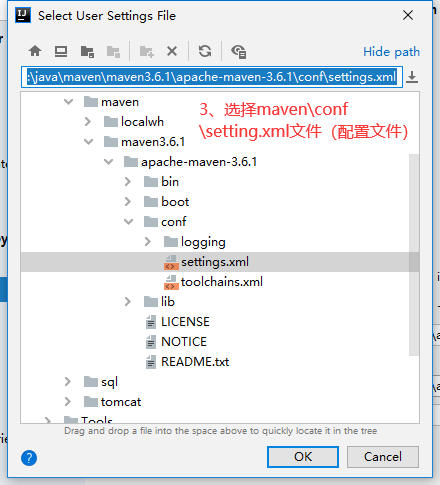 Select User Settings File
Hide path
:\java\maven\maven3.6.1\apache-maven-3.6.1\conf\settings.xml
maven
3、选择maven\conf
\setting.xml文件（配置文件）
localwh
maven3.6.1
apache-maven-3.6.1
bin
boot
conf
logging
settings.xml
toolchains.xml
lib
LICENSE
NOTICE
README.txt
sql
tomcat
Tools
Drag and drop a file into the space above to quickly locate it in the tree
?
OK
Cancel